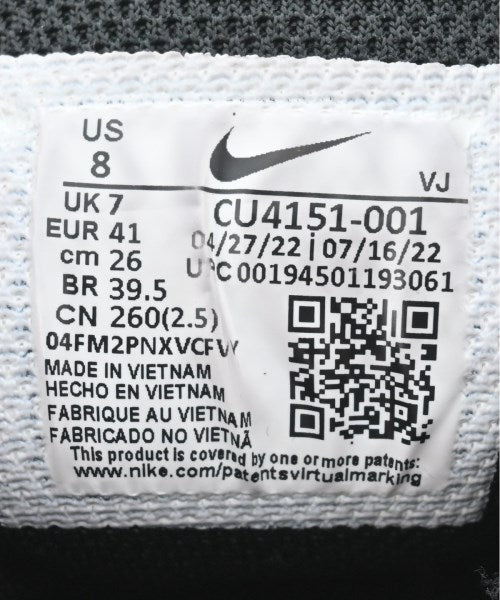 US
8
VJ
UK 7
EUR 41
cm 26
BR 39.5
CN 260(2.5)
CU4151-001
04/27/22 | 07/16/22
UPC 00194501193061
04FM2PNXVCFW
MADE IN VIETNAM
HECHO EN VIETNAM
FABRIQUE AU VIETNAM
FABRICADO NO VIETNÃ
This product is covered by one or more patents:
www.nike.com/patentsvirtualmarking